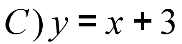 C) y = x + 3